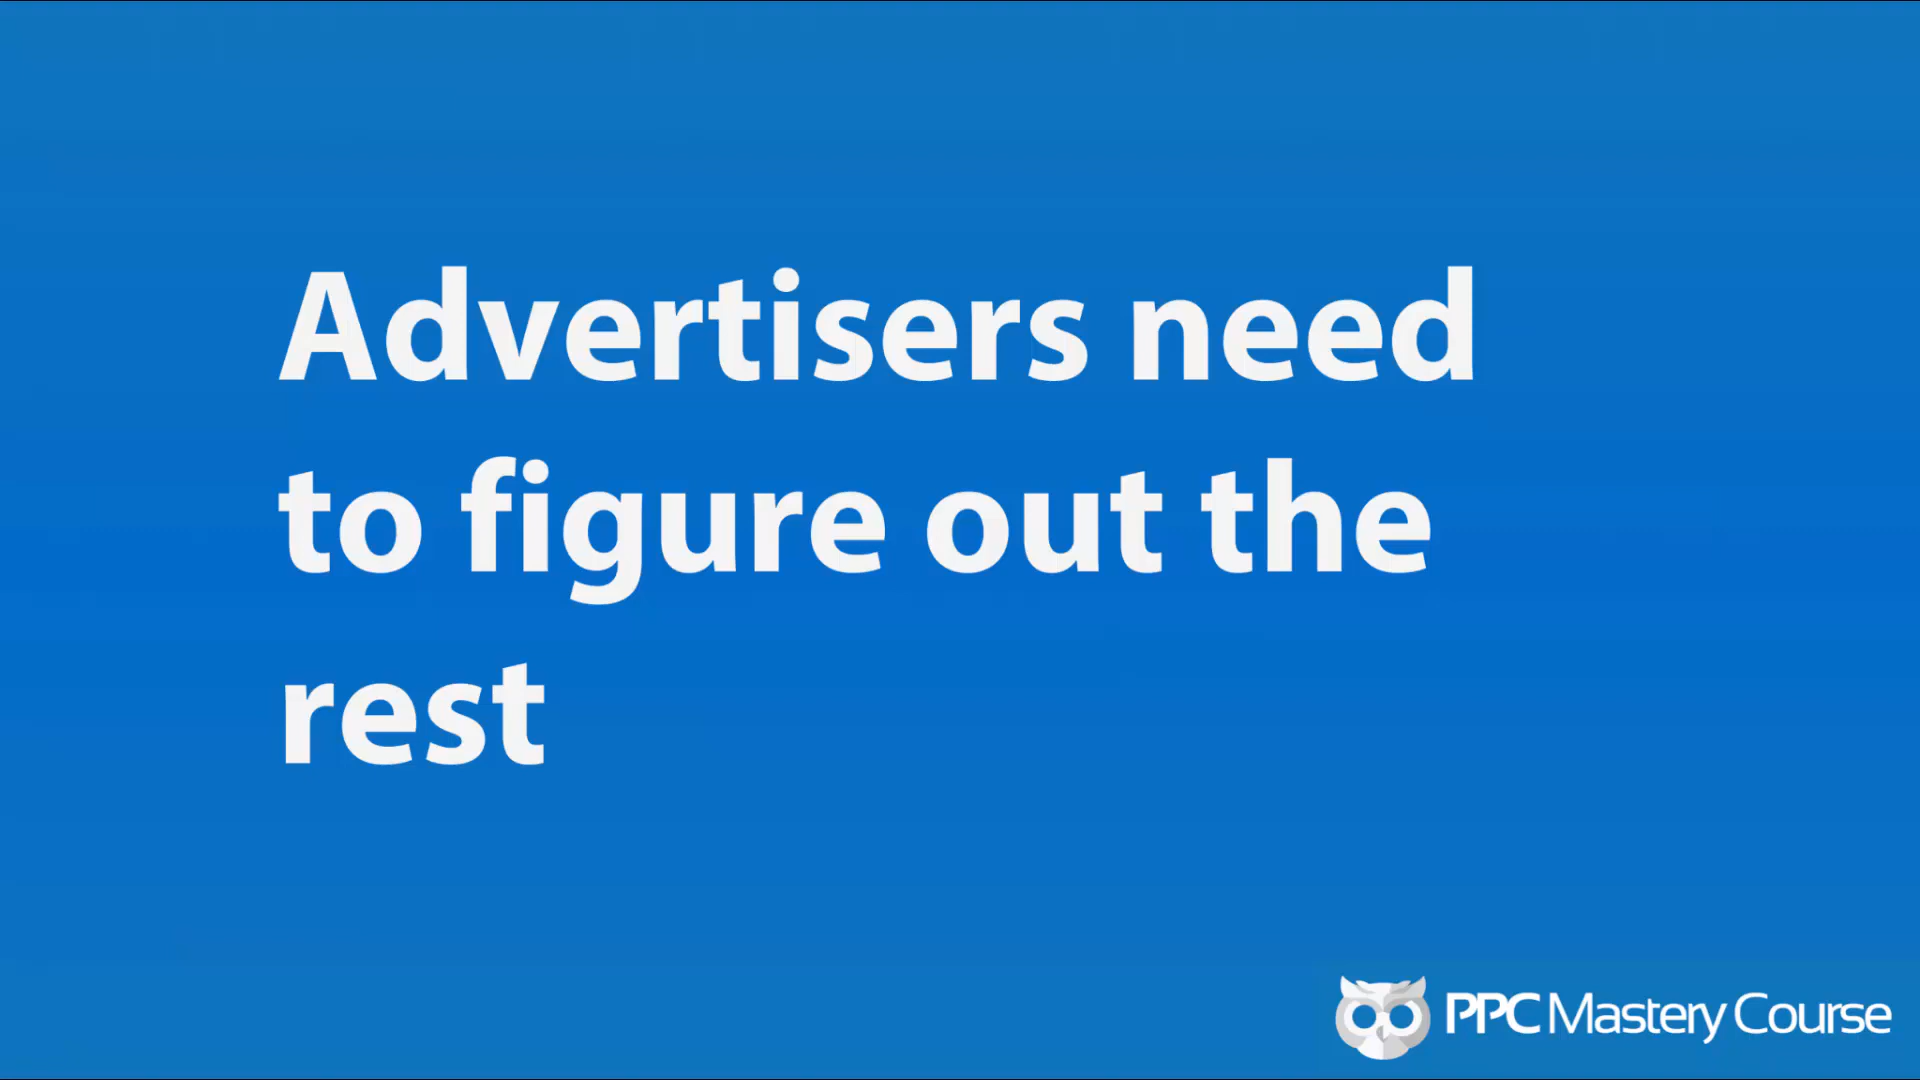 Advertisers need
to figure out the
rest
PPC Mastery Course